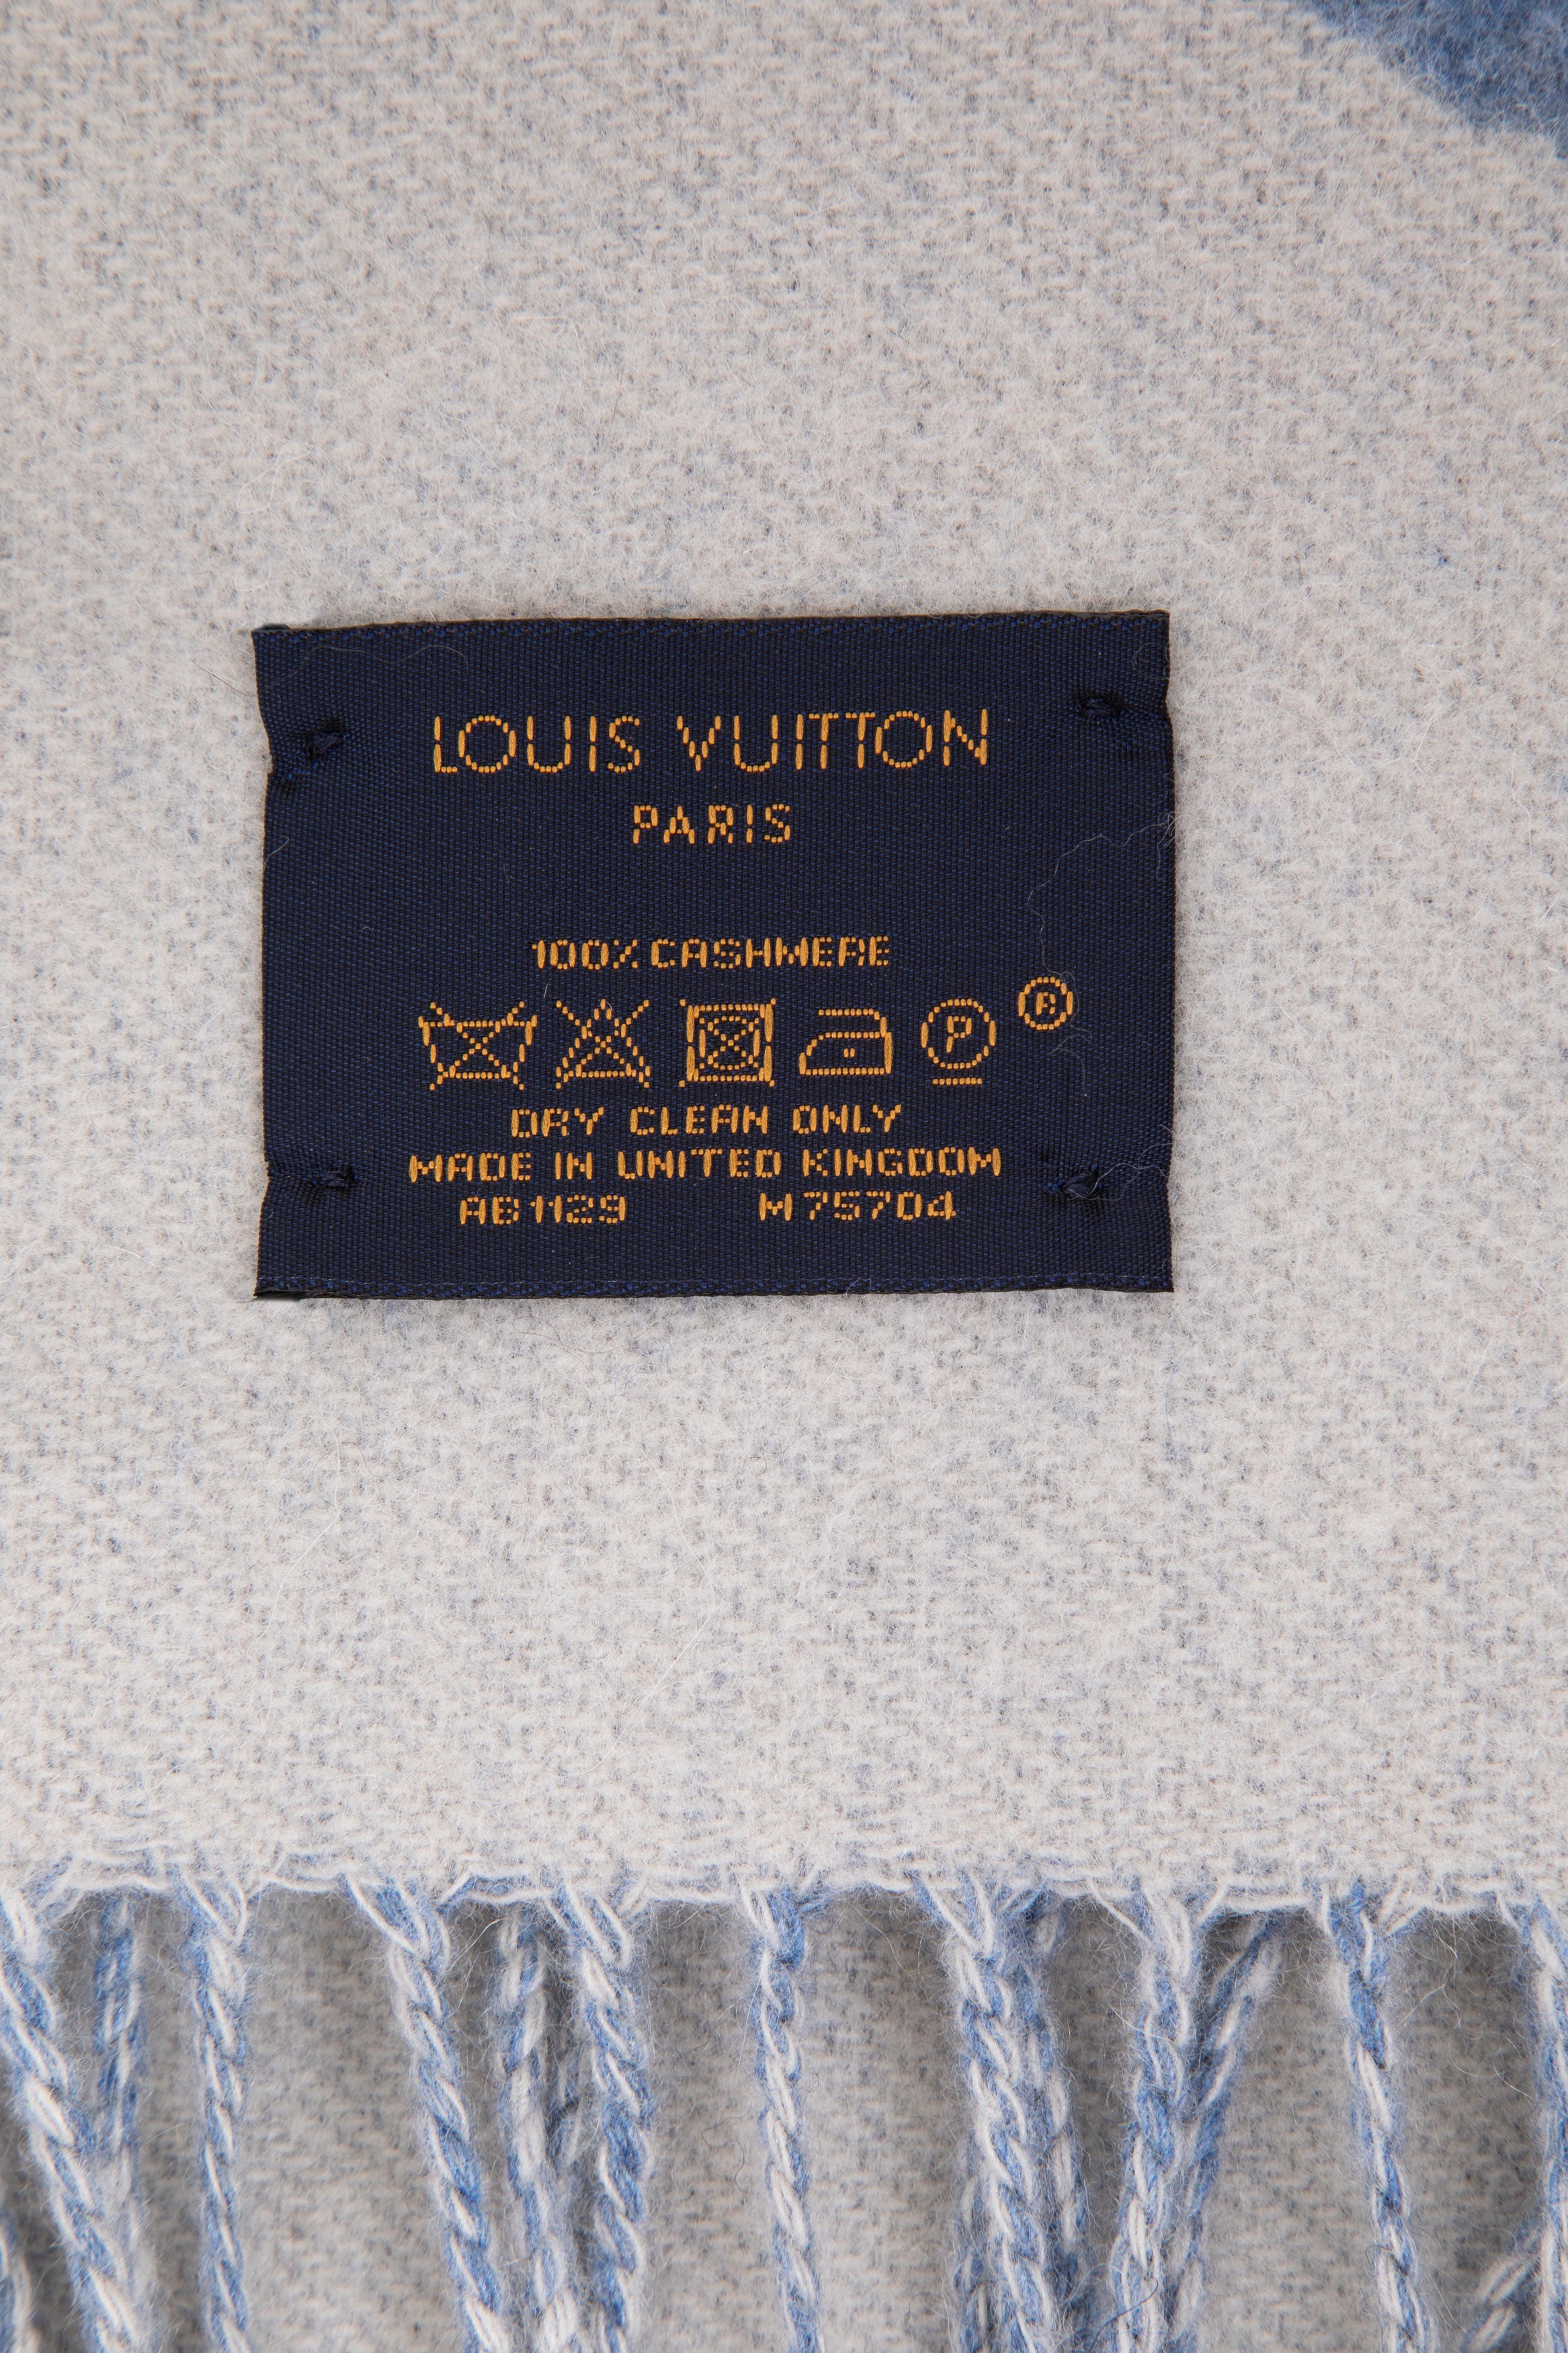 LOUIS VUITTON
PARIS
100% CASHMERE
P ®
DRY CLEAN ONLY
MADE IN UNITED KINGDOM
AB1129 M75704